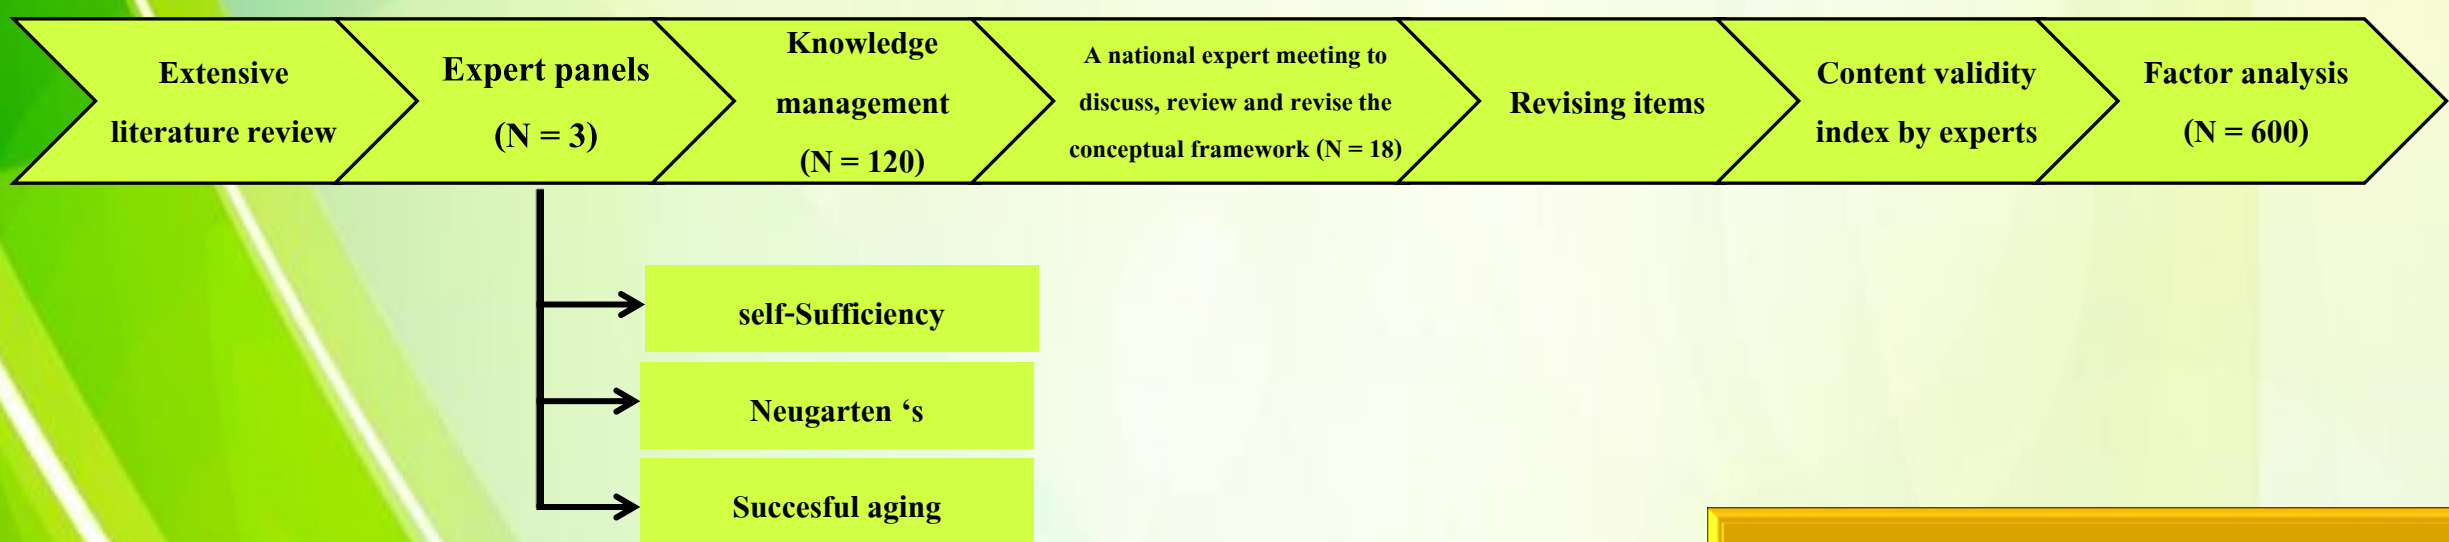 Extensive
literature review
Expert panels
(N = 3)
Knowledge
management
(N = 120)
A national expert meeting to
discuss, review and revise the
conceptual framework (N = 18)
Revising items
Content validity
index by experts
Factor analysis
(N = 600)
self-Sufficiency
Neugarten ‘s
Succesful aging